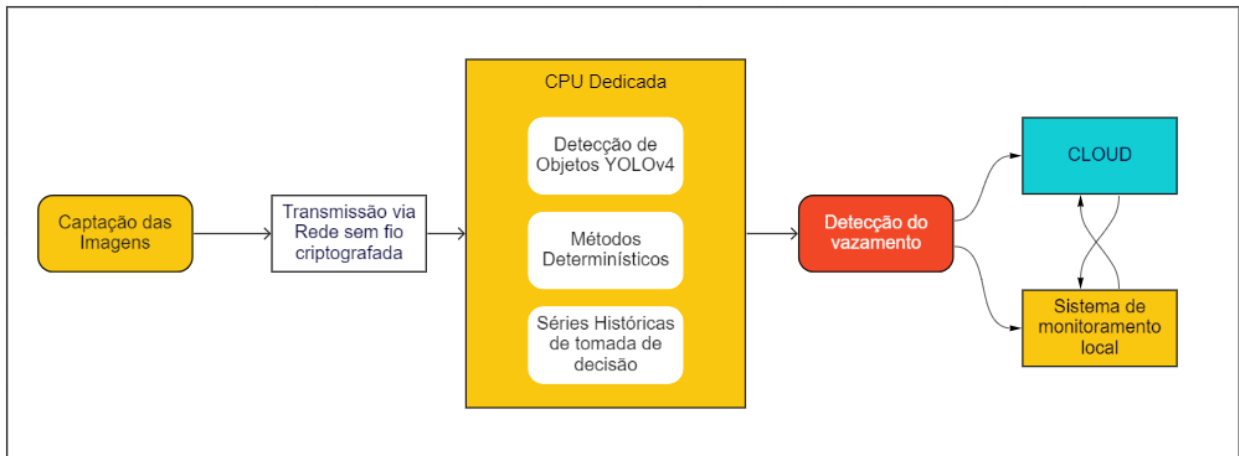 Captação das
Imagens
Transmissão via
Rede sem fio
criptografada
CPU Dedicada
Detecção de
Objetos YOLOv4
Métodos
Determinísticos
Séries Históricas
de tomada de
decisão
Detecção do
vazamento
CLOUD
Sistema de
monitoramento
local